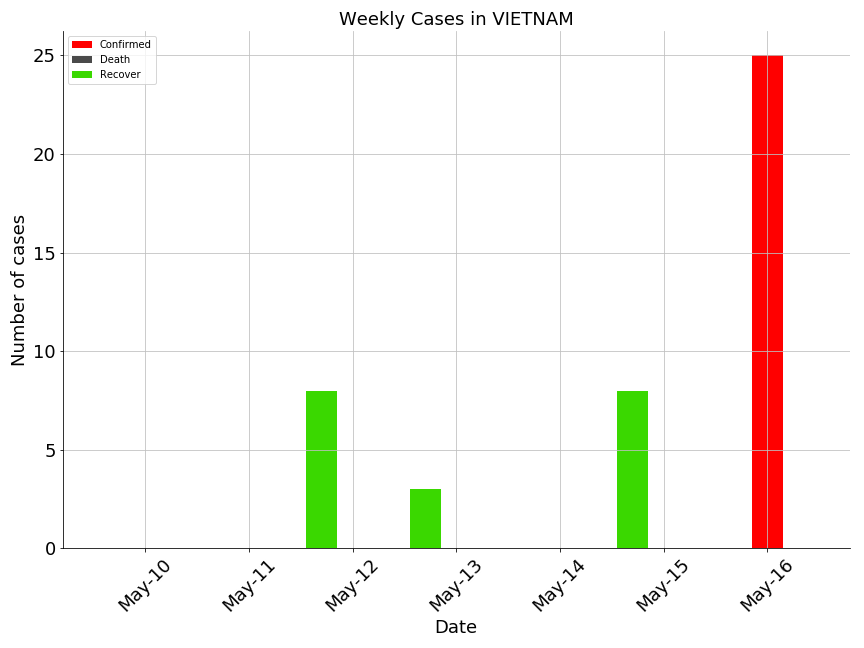 Weekly Cases in VIETNAM
Confirmed
Death
Recover
Number of cases
25
20
15
10
5
0
May-10
May-11
May-12
May-13
May-14
May-15
May-16
Date